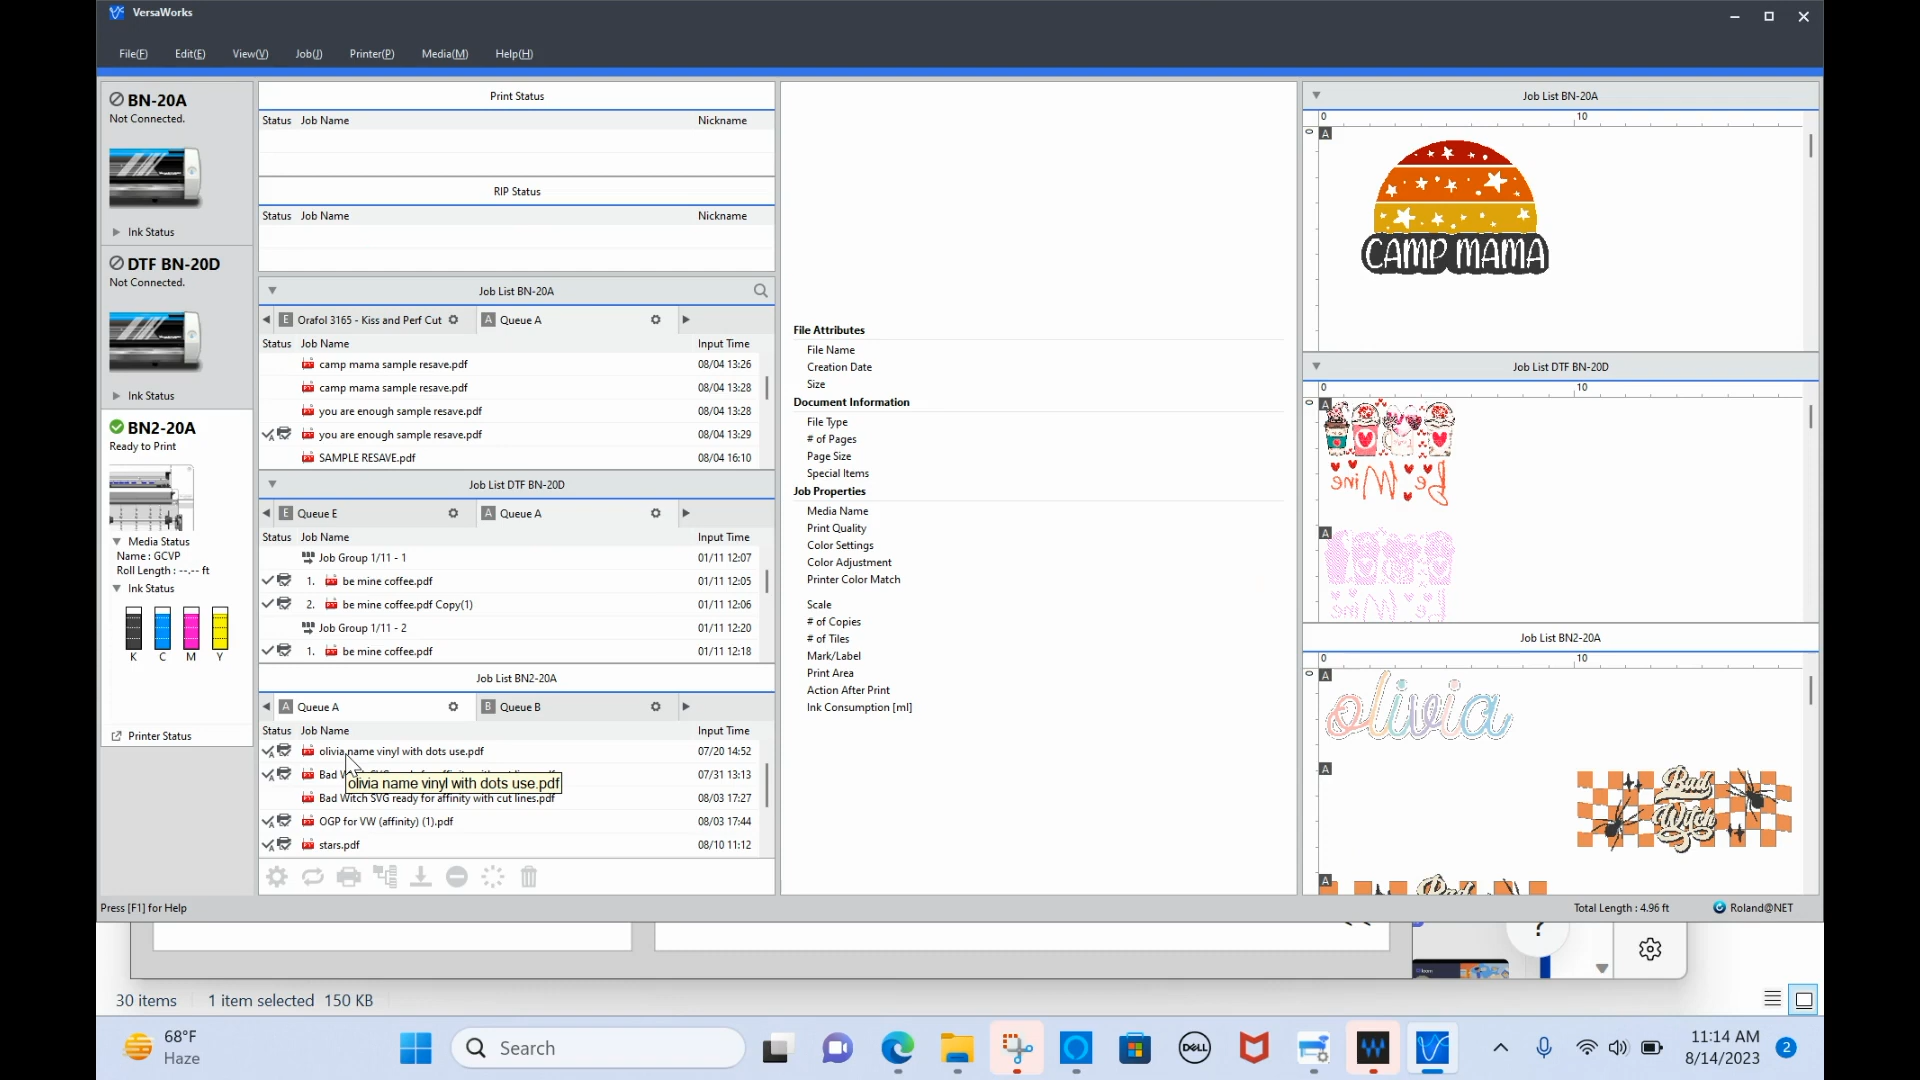 VersaWorks
File(F) Edit(E) View(V) Job(J) Printer(P) Media(M) Help(H)
BN-20A
Not Connected.
Ink Status
DTF BN-20D
Not Connected.
Ink Status
BN2-20A
Ready to Print
Media Status
Name : GCVP
Roll Length : --.-- ft
Ink Status
K C M Y
Printer Status
Print Status
Status Job Name Nickname
RIP Status
Status Job Name Nickname
Job List BN-20A
E Orafol 3165 - Kiss and Perf Cut A Queue A
Status Job Name Input Time
camp mama sample resave.pdf 08/04 13:26
camp mama sample resave.pdf 08/04 13:28
you are enough sample resave.pdf 08/04 13:28
you are enough sample resave.pdf 08/04 13:29
SAMPLE RESAVE.pdf 08/04 16:10
Job List DTF BN-20D
E Queue E A Queue A
Status Job Name Input Time
Job Group 1/11 - 1 01/11 12:07
1. be mine coffee.pdf 01/11 12:05
2. be mine coffee.pdf Copy(1) 01/11 12:06
Job Group 1/11 - 2 01/11 12:20
1. be mine coffee.pdf 01/11 12:18
Job List BN2-20A
A Queue A B Queue B
Status Job Name Input Time
olivia name vinyl with dots use.pdf 07/20 14:52
Bad 07/31 13:13
olivia name vinyl with dots use.pdf
Bad Witch SVG ready for affinity with cut lines.pdf 08/03 17:27
OGP for VW (affinity) (1).pdf 08/03 17:44
stars.pdf 08/10 11:12
File Attributes
File Name
Creation Date
Size
Document Information
File Type
# of Pages
Page Size
Special Items
Job Properties
Media Name
Print Quality
Color Settings
Color Adjustment
Printer Color Match
Scale
# of Copies
# of Tiles
Mark/Label
Print Area
Action After Print
Ink Consumption [ml]
Job List BN-20A
0 10
0 A
CAMP MAMA
Job List DTF BN-20D
0 10
0 A
Be Mine
A
Be Mine
Job List BN2-20A
0 10
0 A
olivia
A
Bad
Witch
A
Bad
Press [F1] for Help Total Length : 4.96 ft Roland@NET
?
30 items 1 item selected 150 KB
68°F
Haze
Search
DELL
11:14 AM
8/14/2023
2